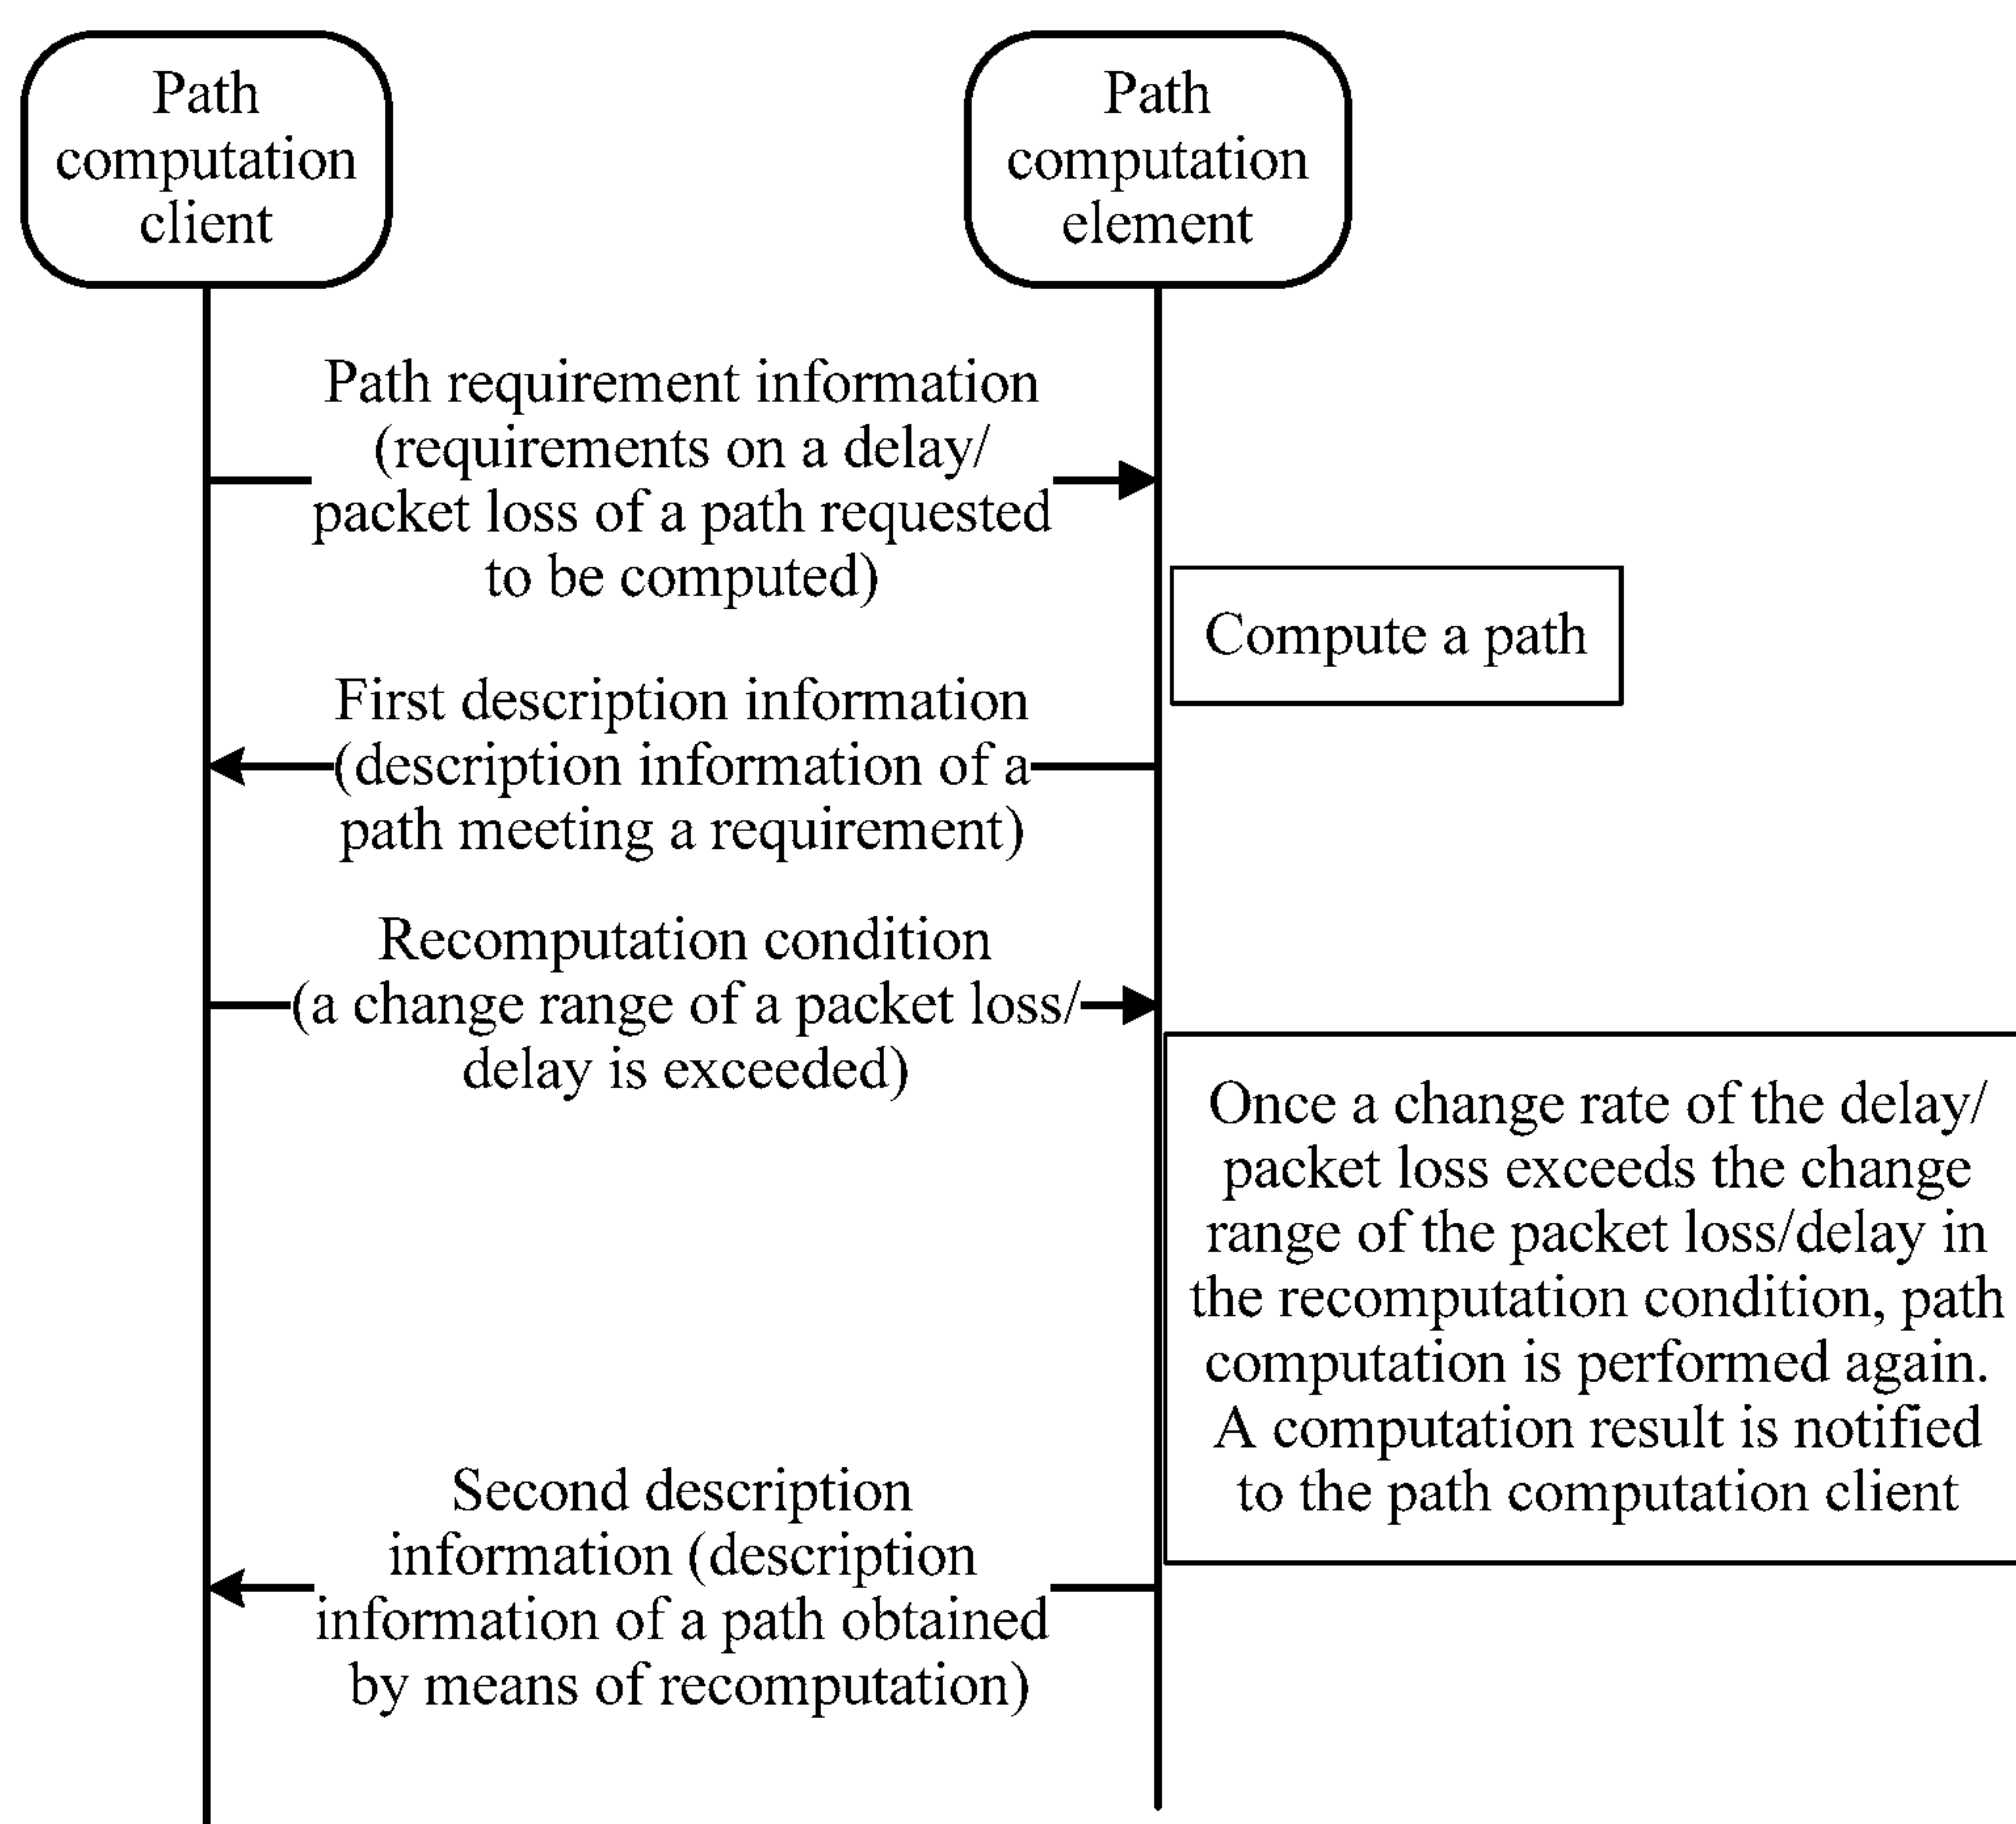 Path
computation
client
Path
computation
element
Path requirement information
(requirements on a delay/
packet loss of a path requested
to be computed)
Compute a path
First description information
(description information of a
path meeting a requirement)
Recomputation condition
(a change range of a packet loss/
delay is exceeded)
Once a change rate of the delay/
packet loss exceeds the change
range of the packet loss/delay in
the recomputation condition, path
computation is performed again.
A computation result is notified
to the path computation client
Second description
information (description
information of a path obtained
by means of recomputation)